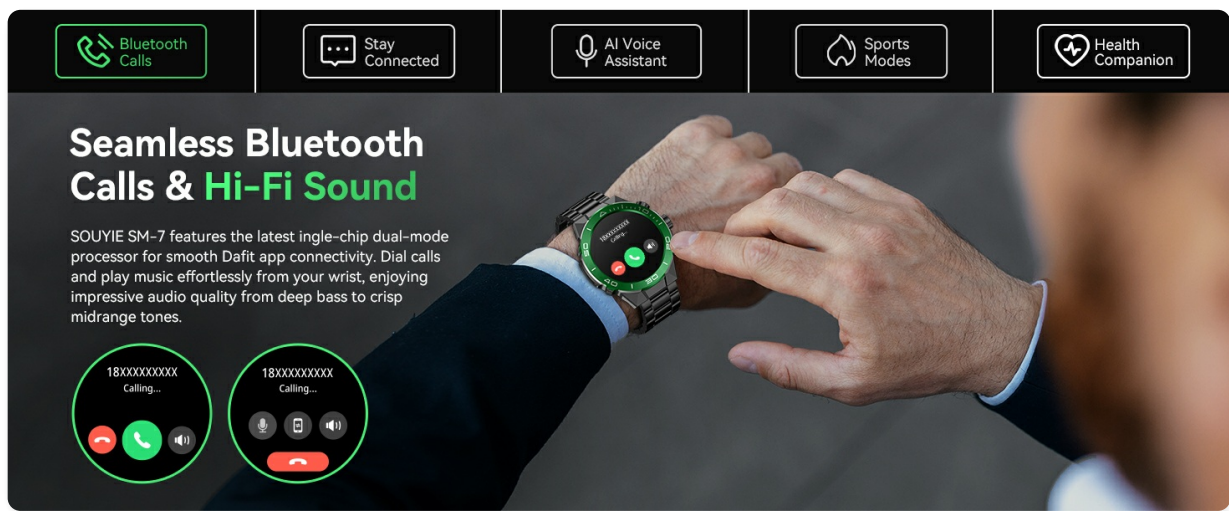 Bluetooth
Calls
Stay
Connected
AI Voice
Assistant
Sports
Modes
Health
Companion
Seamless Bluetooth
Calls & Hi-Fi Sound
SOUYIE SM-7 features the latest ingle-chip dual-mode
processor for smooth Dafit app connectivity. Dial calls
and play music effortlessly from your wrist, enjoying
impressive audio quality from deep bass to crisp
midrange tones.
18XXXXXXXXX
Calling...
18XXXXXXXXX
Calling...
18XXXXXXXXX
Calling...